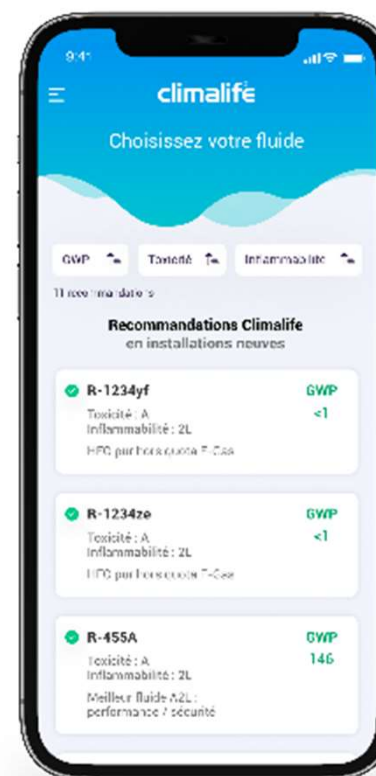 9:41
climalife
Choisissez votre fluide
GWP Toxicité Inflammabilité
11 recommandations
Recommandations Climalife
en installations neuves
R-1234yf GWP
Toxicité : A <1
Inflammabilité : 2L
HFO pur hors quota F-Gas
R-1234ze GWP
Toxicité : A <1
Inflammabilité : 2L
HFO pur hors quota F-Gas
R-455A GWP
Toxicité : A 146
Inflammabilité : 2L
Meilleur fluide A2L :
performance / sécurité